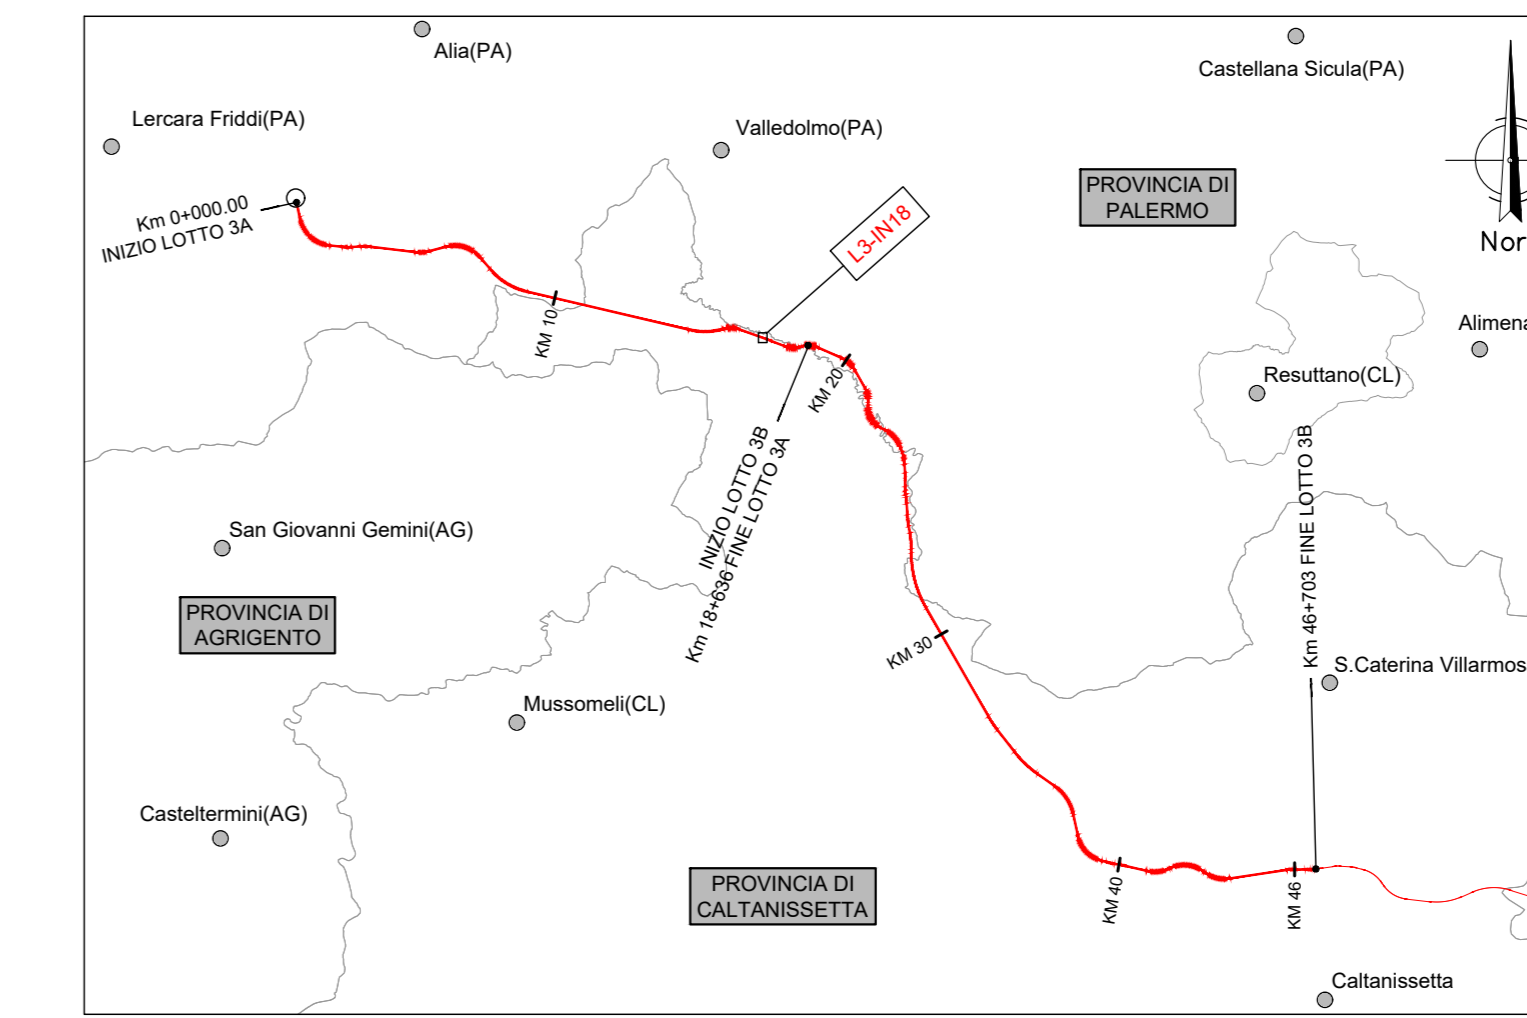 Alia(PA)
Castellana Sicula(PA)
Lercara Friddi(PA)
Valledolmo(PA)
PROVINCIA DI
PALERMO
Km 0+000.00
INIZIO LOTTO 3A
L3-IN18
Nor
KM 10
Alimena
KM 20
Resuttano(CL)
INIZIO LOTTO 3B
Km 18+636 FINE LOTTO 3A
Km 46+703 FINE LOTTO 3B
San Giovanni Gemini(AG)
PROVINCIA DI
AGRIGENTO
KM 30
S.Caterina Villarmos
Mussomeli(CL)
Casteltermini(AG)
PROVINCIA DI
CALTANISSETTA
KM 40
KM 46
Caltanissetta